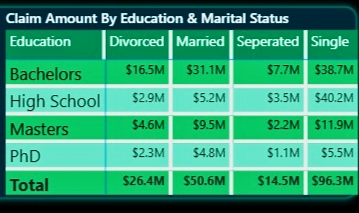 Claim Amount By Education & Marital Status
Education Divorced Married Seperated Single
Bachelors $16.5M $31.1M $7.7M $38.7M
High School $2.9M $5.2M $3.5M $40.2M
Masters $4.6M $9.5M $2.2M $11.9M
PhD $2.3M $4.8M $1.1M $5.5M
Total $26.4M $50.6M $14.5M $96.3M